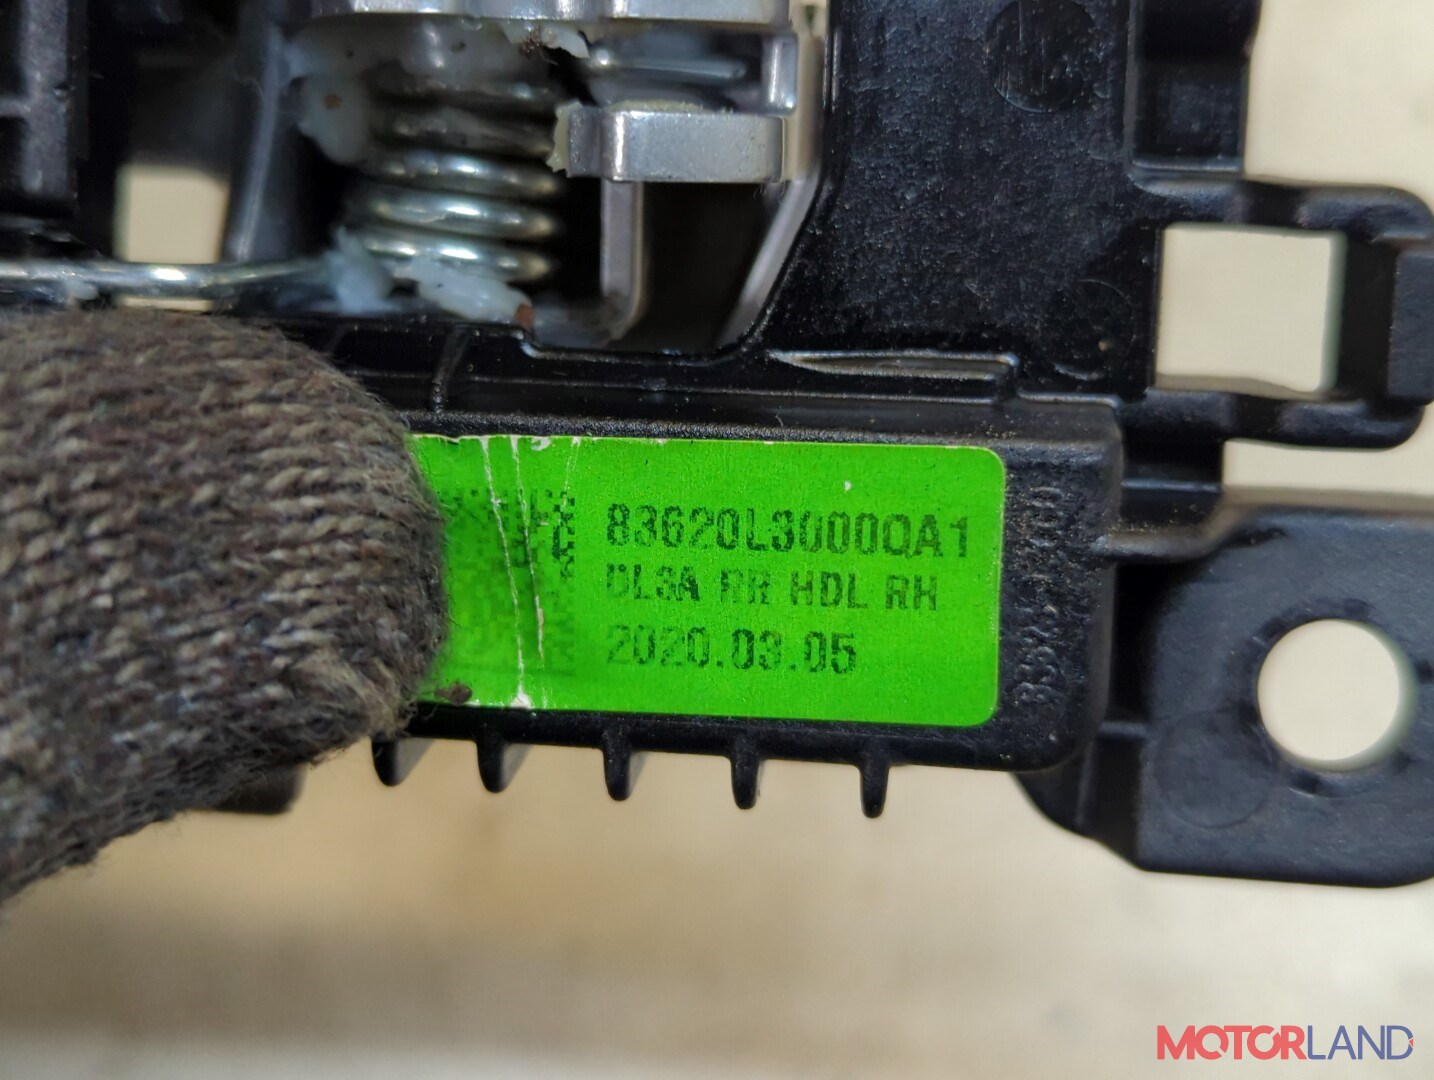 83620L3000QA1
DL3A RR HDL RH
2020.03.05
MOTORLAND